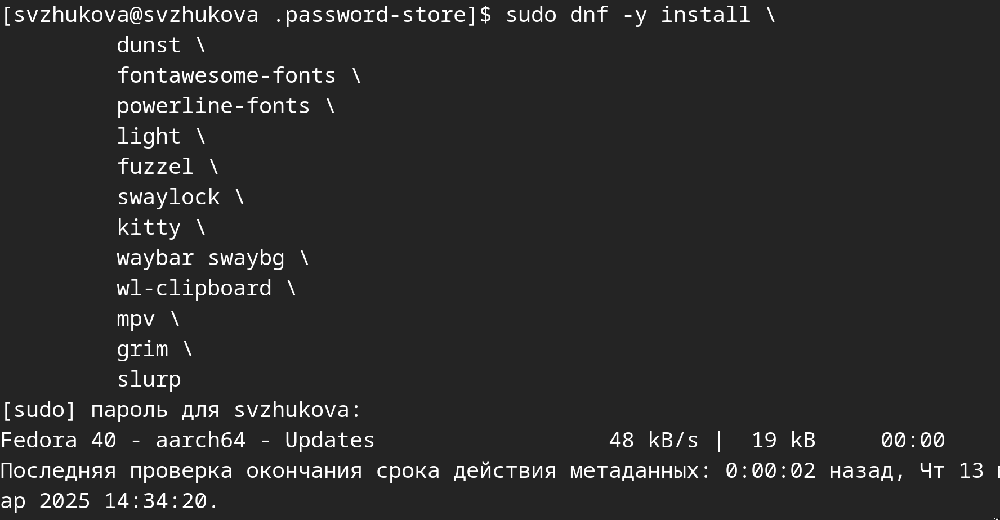 [svzhukova@svzhukova .password-store]$ sudo dnf -y install \
         dunst \
         fontawesome-fonts \
         powerline-fonts \
         light \
         fuzzel \
         swaylock \
         kitty \
         waybar swaybg \
         wl-clipboard \
         mpv \
         grim \
         slurp
[sudo] пароль для svzhukova:
Fedora 40 - aarch64 - Updates                  48 kB/s |  19 kB     00:00
Последняя проверка окончания срока действия метаданных: 0:00:02 назад, Чт 13 м
ар 2025 14:34:20.